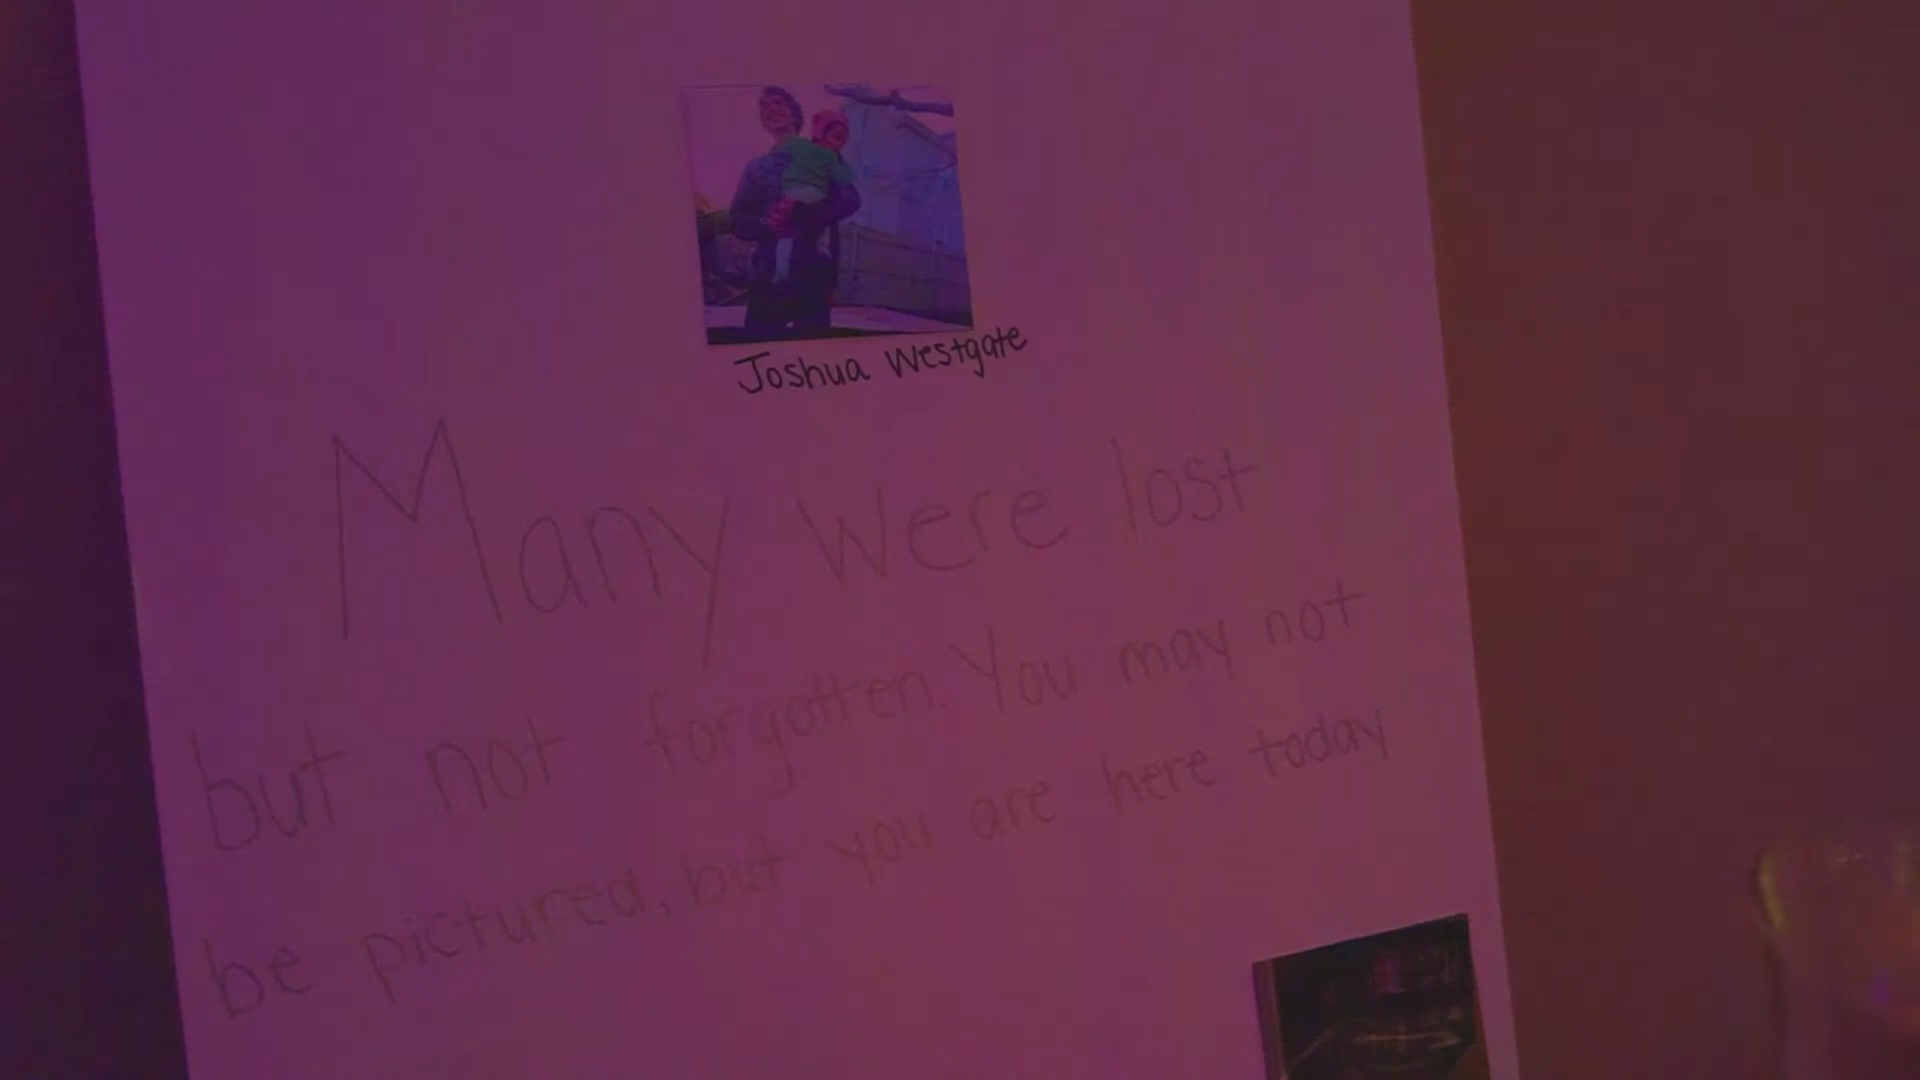 Joshua Westgate
Many were lost
but not forgotten. You may not
be pictured, but you are here today